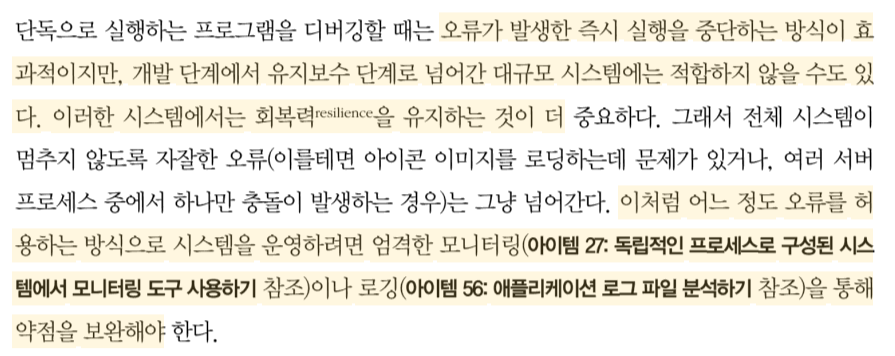 단독으로 실행하는 프로그램을 디버깅할 때는 오류가 발생한 즉시 실행을 중단하는 방식이 효
과적이지만, 개발 단계에서 유지보수 단계로 넘어간 대규모 시스템에는 적합하지 않을 수도 있
다. 이러한 시스템에서는 회복력resilience을 유지하는 것이 더 중요하다. 그래서 전체 시스템이
멈추지 않도록 자잘한 오류(이를테면 아이콘 이미지를 로딩하는데 문제가 있거나, 여러 서버
프로세스 중에서 하나만 충돌이 발생하는 경우)는 그냥 넘어간다. 이처럼 어느 정도 오류를 허
용하는 방식으로 시스템을 운영하려면 엄격한 모니터링(아이템 27: 독립적인 프로세스로 구성된 시스
템에서 모니터링 도구 사용하기 참조)이나 로깅(아이템 56: 애플리케이션 로그 파일 분석하기 참조)을 통해
약점을 보완해야 한다.